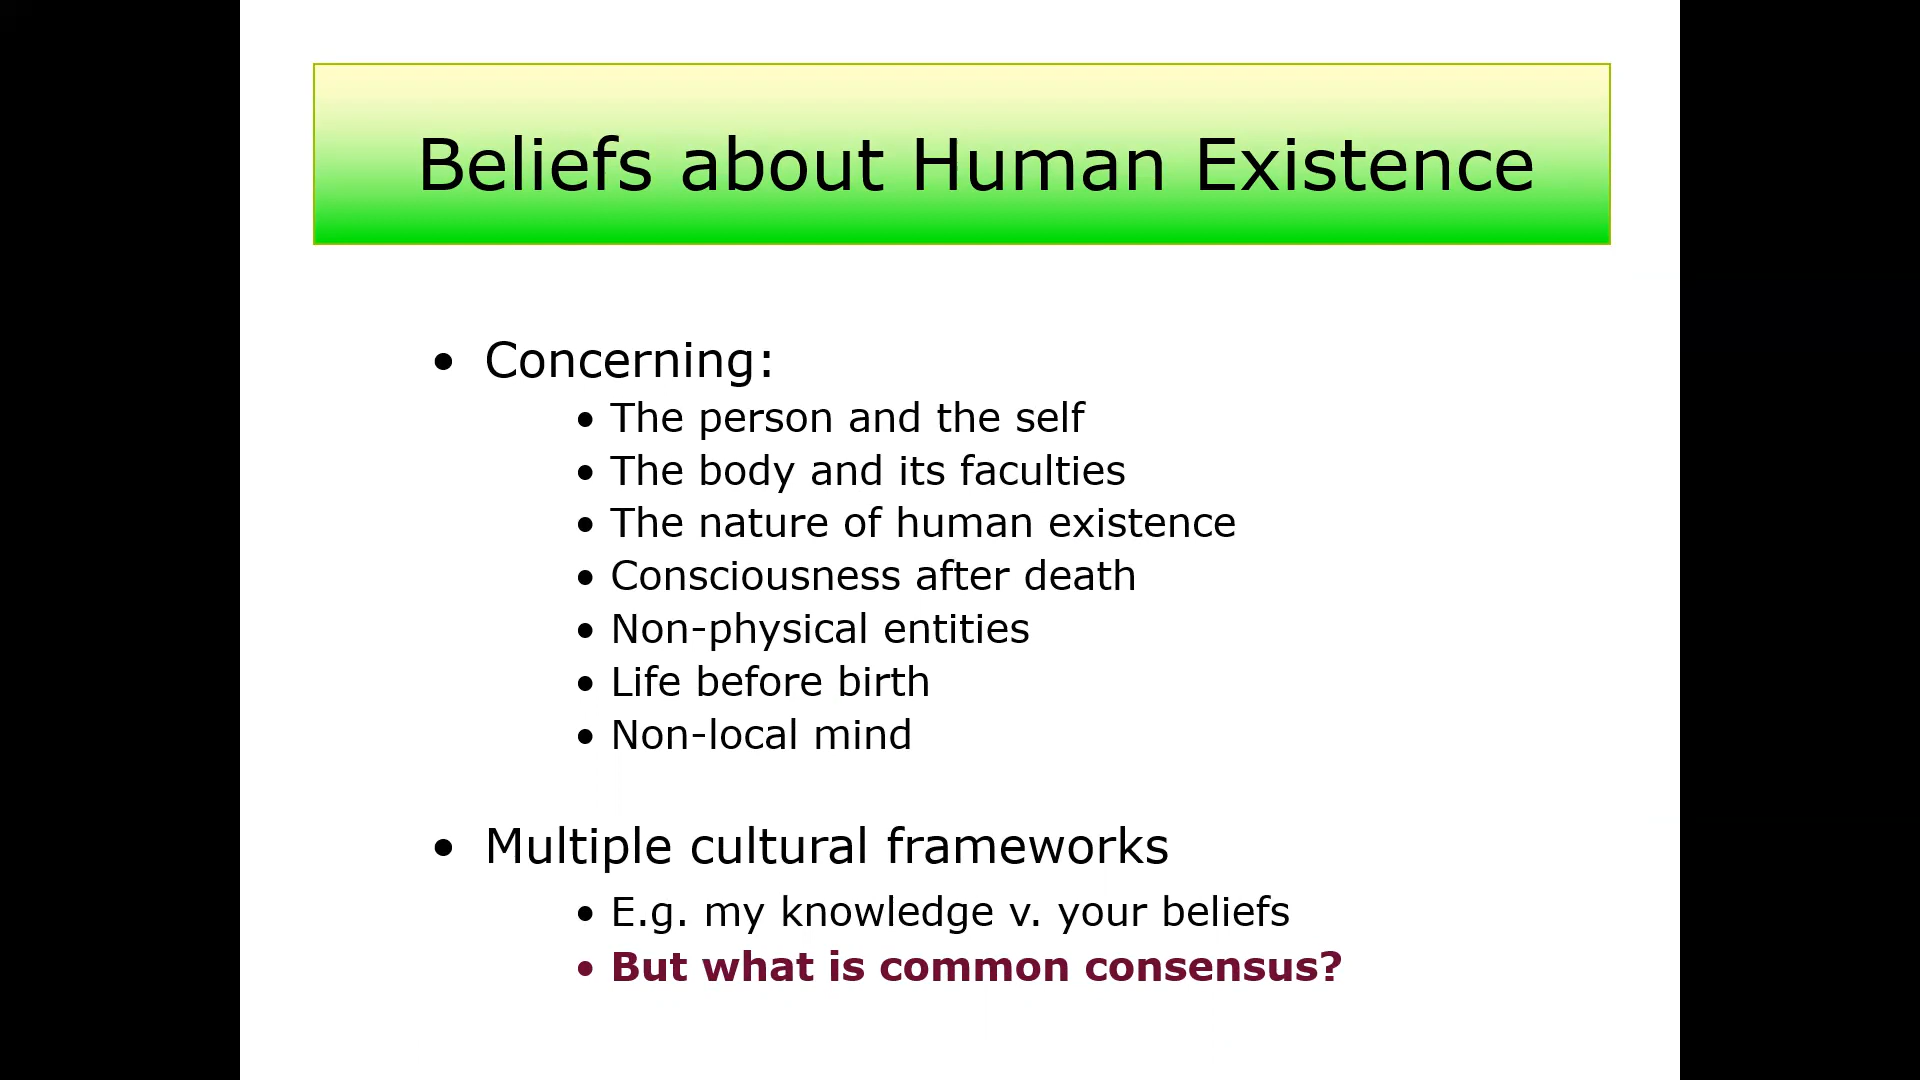 Beliefs about Human Existence
• Concerning:
• The person and the self
• The body and its faculties
• The nature of human existence
• Consciousness after death
• Non-physical entities
• Life before birth
• Non-local mind
• Multiple cultural frameworks
• E.g. my knowledge v. your beliefs
• But what is common consensus?